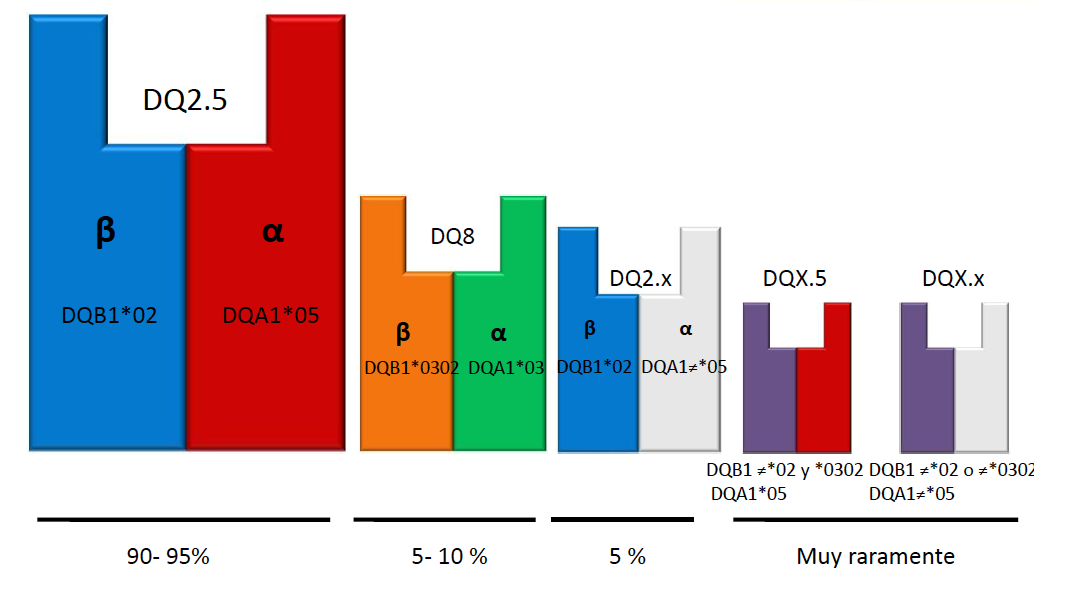 DQ2.5
β
α
DQB1*02
DQA1*05
DQ8
β
α
DQB1*0302
DQA1*03
DQ2.x
β
α
DQB1*02
DQA1≠*05
DQX.5
DQX.x
DQB1 ≠*02 y *0302
DQA1*05
DQB1 ≠*02 o ≠*0302
DQA1≠*05
90- 95%
5- 10 %
5 %
Muy raramente